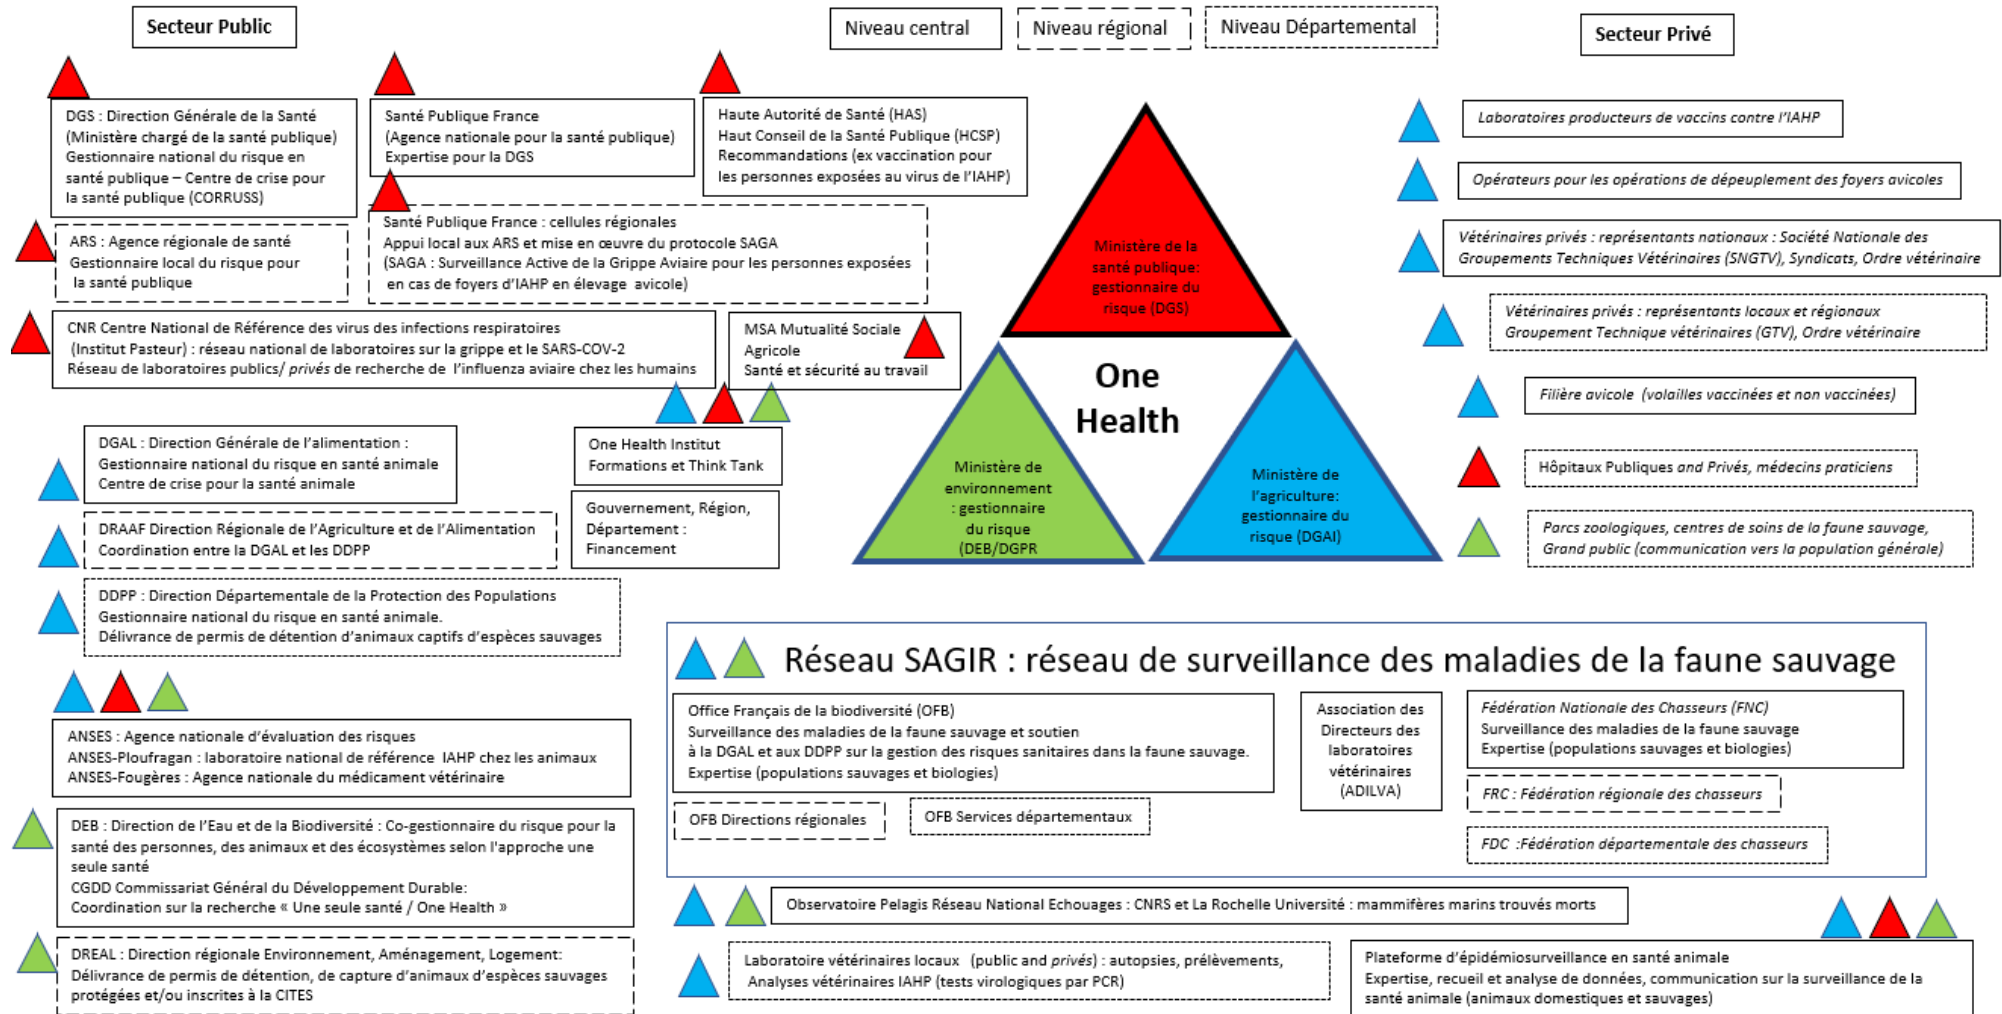 Secteur Public
Niveau central
Niveau régional
Niveau Départemental
Secteur Privé
DGS : Direction Générale de la Santé
(Ministère chargé de la santé publique)
Gestionnaire national du risque en
santé publique – Centre de crise pour
la santé publique (CORRUSS)
Santé Publique France
(Agence nationale pour la santé publique)
Expertise pour la DGS
Haute Autorité de Santé (HAS)
Haut Conseil de la Santé Publique (HCSP)
Recommandations (ex vaccination pour
les personnes exposées au virus de l'IAHP)
ARS : Agence régionale de santé
Gestionnaire local du risque pour
la santé publique
Santé Publique France : cellules régionales
Appui local aux ARS et mise en œuvre du protocole SAGA
(SAGA : Surveillance Active de la Grippe Aviaire pour les personnes exposées
en cas de foyers d'IAHP en élevage avicole)
CNR Centre National de Référence des virus des infections respiratoires
(Institut Pasteur) : réseau national de laboratoires sur la grippe et le SARS-COV-2
Réseau de laboratoires publics/ privés de recherche de l'influenza aviaire chez les humains
MSA Mutualité Sociale
Agricole
Santé et sécurité au travail
DGAL : Direction Générale de l'alimentation :
Gestionnaire national du risque en santé animale
Centre de crise pour la santé animale
One Health Institut
Formations et Think Tank
DRAAF Direction Régionale de l'Agriculture et de l'Alimentation
Coordination entre la DGAL et les DDPP
Gouvernement, Région,
Département :
Financement
DDPP : Direction Départementale de la Protection des Populations
Gestionnaire national du risque en santé animale.
Délivrance de permis de détention d'animaux captifs d'espèces sauvages
ANSES : Agence nationale d'évaluation des risques
ANSES-Ploufragan : laboratoire national de référence IAHP chez les animaux
ANSES-Fougères : Agence nationale du médicament vétérinaire
DEB : Direction de l'Eau et de la Biodiversité : Co-gestionnaire du risque pour la
santé des personnes, des animaux et des écosystèmes selon l'approche une
seule santé
CGDD Commissariat Général du Développement Durable:
Coordination sur la recherche « Une seule santé / One Health »
DREAL : Direction régionale Environnement, Aménagement, Logement:
Délivrance de permis de détention, de capture d'animaux d'espèces sauvages
protégées et/ou inscrites à la CITES
Ministère de la
santé publique:
gestionnaire du
risque (DGS)
One
Health
Ministère de
environnement
: gestionnaire
du risque
(DEB/DGPR
Ministère de
l'agriculture:
gestionnaire du
risque (DGAl)
Laboratoires producteurs de vaccins contre l'IAHP
Opérateurs pour les opérations de dépeuplement des foyers avicoles
Vétérinaires privés : représentants nationaux : Société Nationale des
Groupements Techniques Vétérinaires (SNGTV), Syndicats, Ordre vétérinaire
Vétérinaires privés : représentants locaux et régionaux
Groupement Technique vétérinaires (GTV), Ordre vétérinaire
Filière avicole (volailles vaccinées et non vaccinées)
Hôpitaux Publiques and Privés, médecins praticiens
Parcs zoologiques, centres de soins de la faune sauvage,
Grand public (communication vers la population générale)
Réseau SAGIR : réseau de surveillance des maladies de la faune sauvage
Office Français de la biodiversité (OFB)
Surveillance des maladies de la faune sauvage et soutien
à la DGAL et aux DDPP sur la gestion des risques sanitaires dans la faune sauvage.
Expertise (populations sauvages et biologies)
OFB Directions régionales
OFB Services départementaux
Association des
Directeurs des
laboratoires
vétérinaires
(ADILVA)
Fédération Nationale des Chasseurs (FNC)
Surveillance des maladies de la faune sauvage
Expertise (populations sauvages et biologies)
FRC : Fédération régionale des chasseurs
FDC :Fédération départementale des chasseurs
Observatoire Pelagis Réseau National Echouages : CNRS et La Rochelle Université : mammifères marins trouvés morts
Laboratoire vétérinaires locaux (public and privés) : autopsies, prélèvements,
Analyses vétérinaires IAHP (tests virologiques par PCR)
Plateforme d'épidémiosurveillance en santé animale
Expertise, recueil et analyse de données, communication sur la surveillance de la
santé animale (animaux domestiques et sauvages)